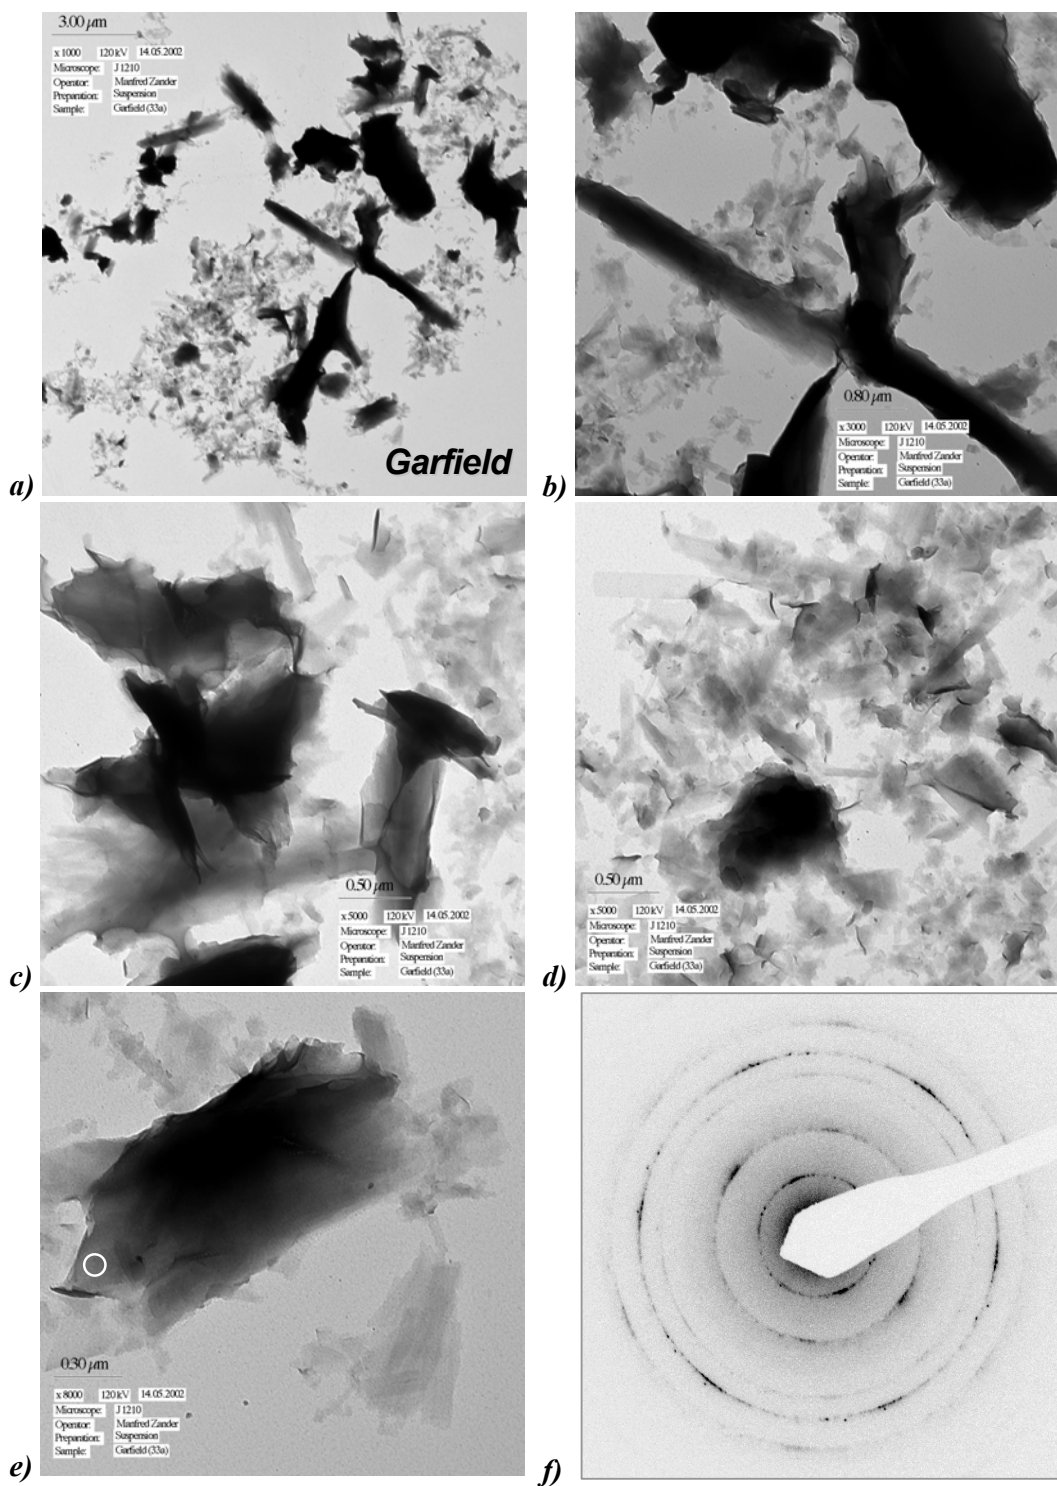 3.00 µm
x 1000 120 kV 14.05.2002
Microscope: J 1210
Operator: Manfred Zander
Preparation: Suspension
Sample: Garfield (33a)
Garfield
a)
0.80 µm
x 3000 120 kV 14.05.2002
Microscope: J 1210
Operator: Manfred Zander
Preparation: Suspension
Sample: Garfield (33a)
b)
0.50 µm
x 5000 120 kV 14.05.2002
Microscope: J 1210
Operator: Manfred Zander
Preparation: Suspension
Sample: Garfield (33a)
c)
0.50 µm
x 5000 120 kV 14.05.2002
Microscope: J 1210
Operator: Manfred Zander
Preparation: Suspension
Sample: Garfield (33a)
d)
0.30 µm
x 8000 120 kV 14.05.2002
Microscope: J 1210
Operator: Manfred Zander
Preparation: Suspension
Sample: Garfield (33a)
e)
f)